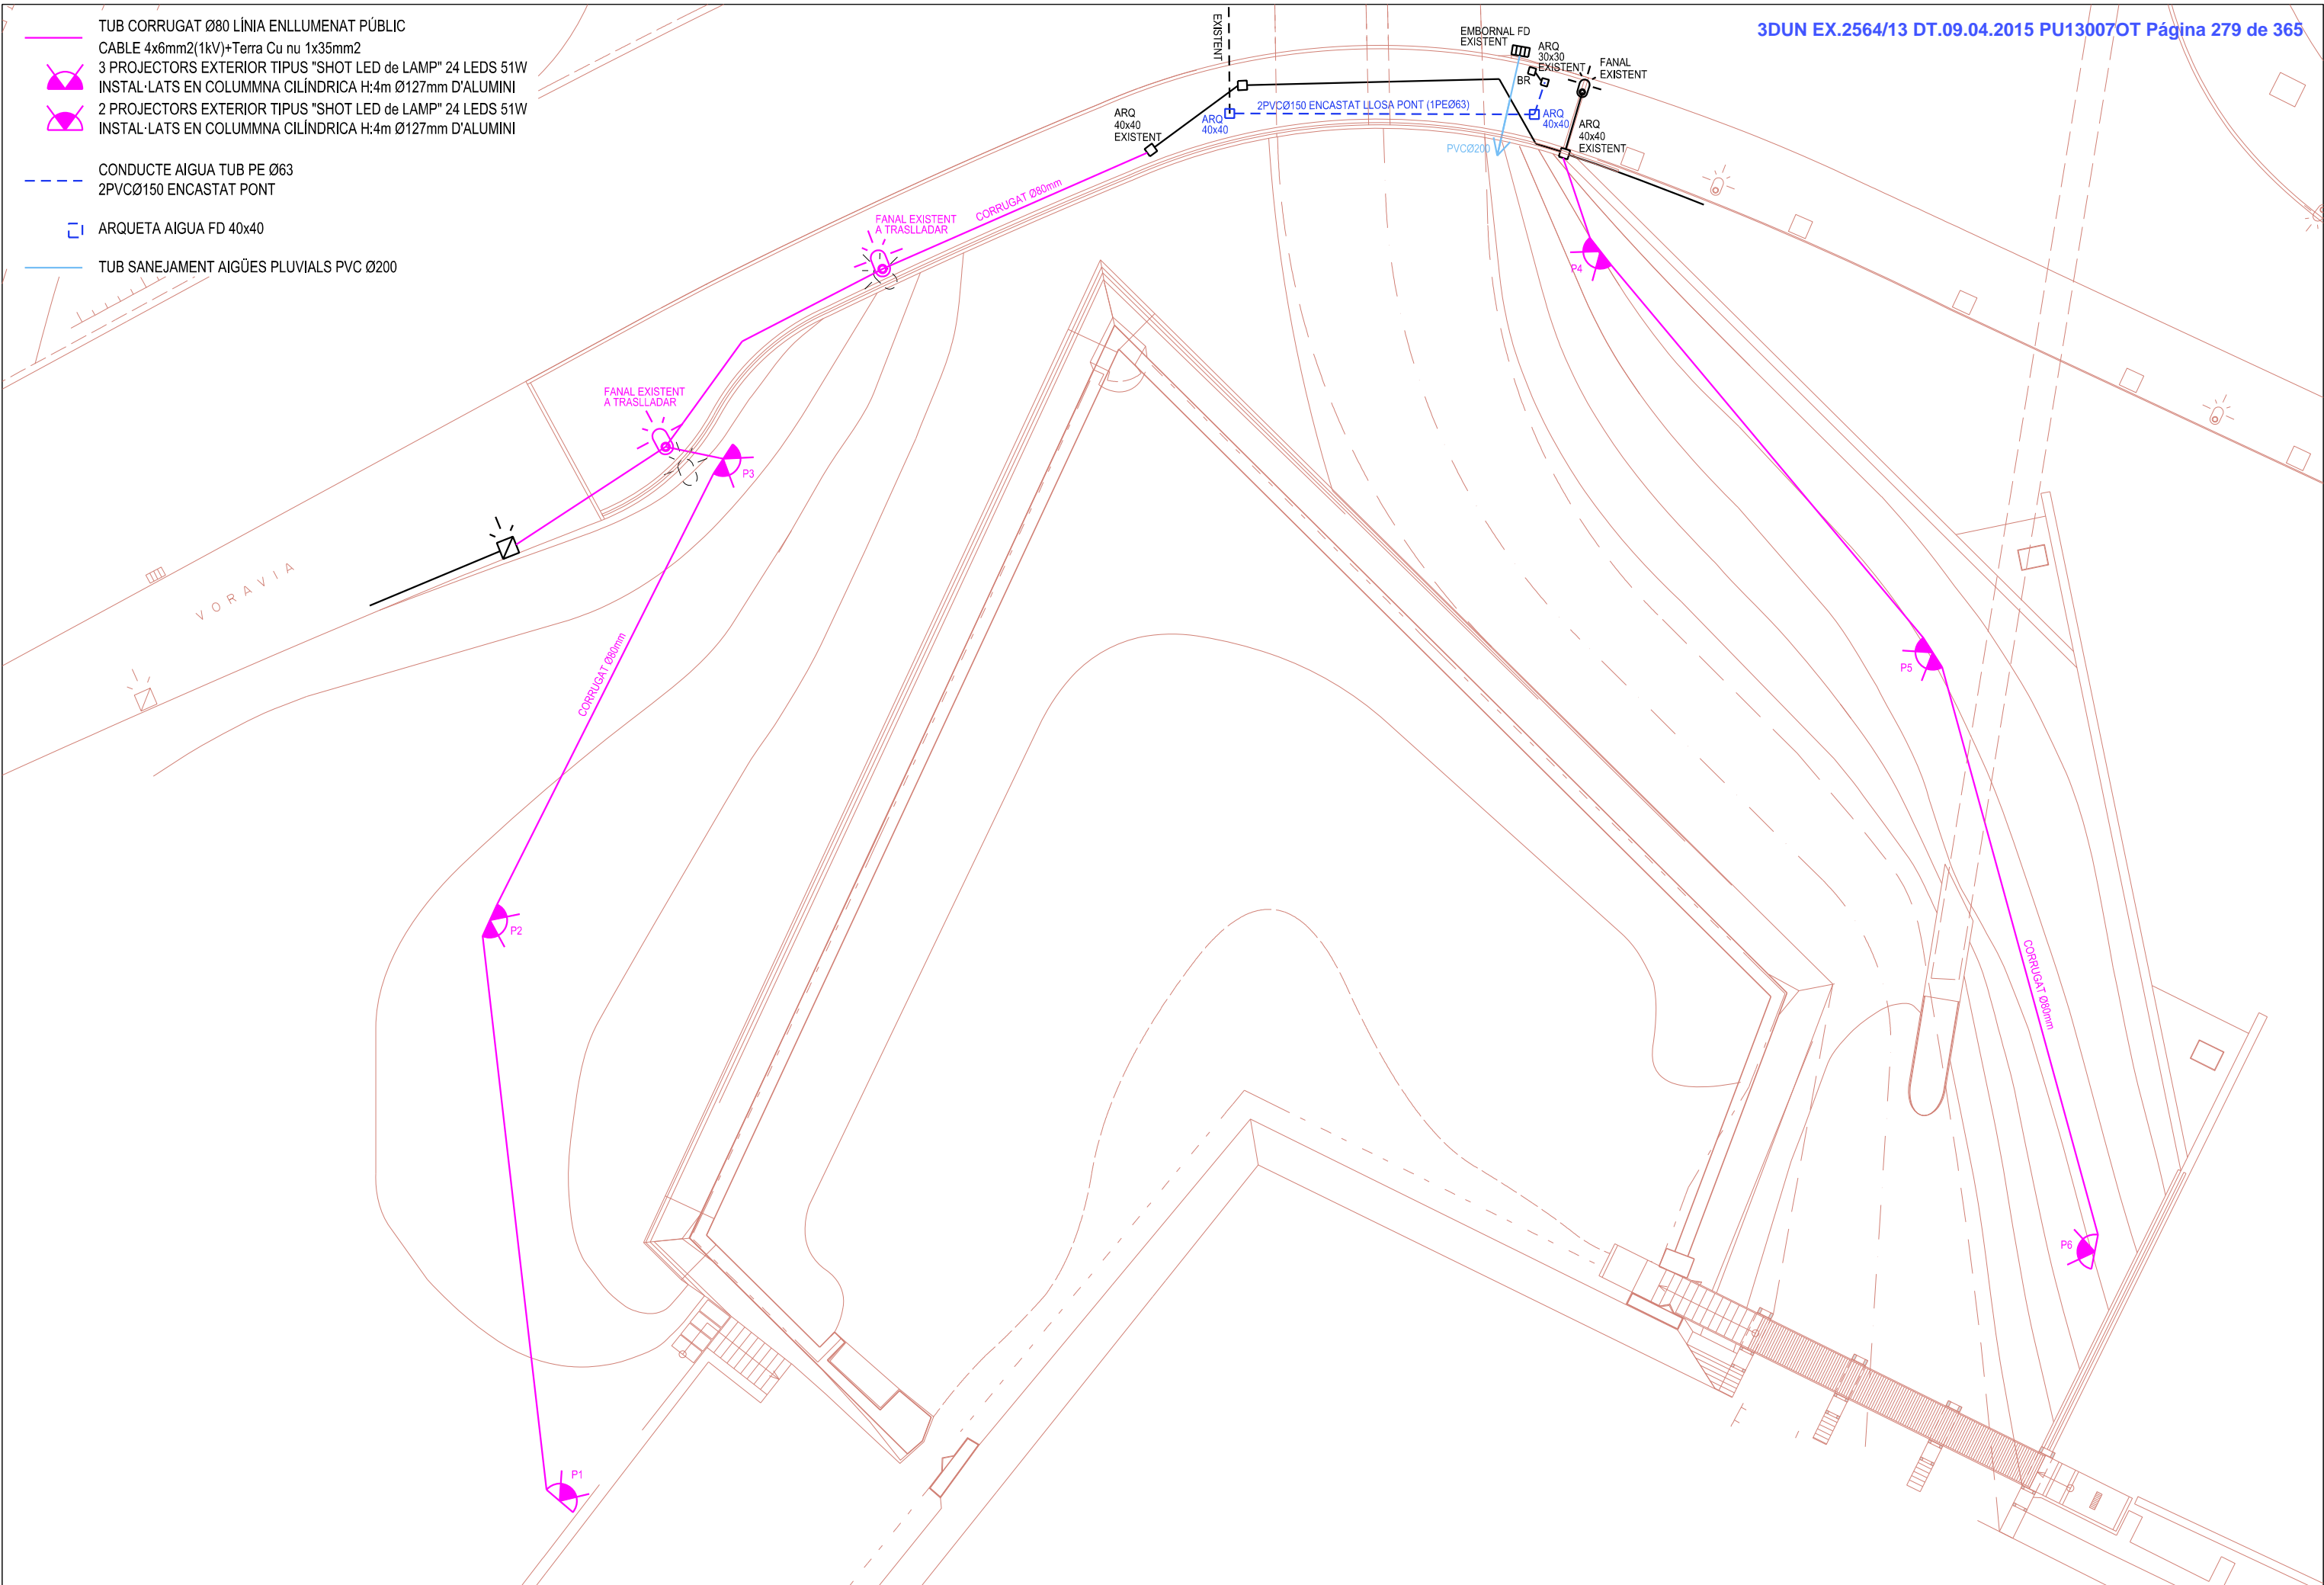 3DUN EX.2564/13 DT.09.04.2015 PU13007OT Página 279 de 365
TUB CORRUGAT Ø80 LÍNIA ENLLUMENAT PÚBLIC
CABLE 4x6mm2(1kV)+Terra Cu nu 1x35mm2
3 PROJECTORS EXTERIOR TIPUS "SHOT LED de LAMP" 24 LEDS 51W
INSTAL·LATS EN COLUMMNA CILÍNDRICA H:4m Ø127mm D'ALUMINI
2 PROJECTORS EXTERIOR TIPUS "SHOT LED de LAMP" 24 LEDS 51W
INSTAL·LATS EN COLUMMNA CILÍNDRICA H:4m Ø127mm D'ALUMINI
CONDUCTE AIGUA TUB PE Ø63
2PVCØ150 ENCASTAT PONT
ARQUETA AIGUA FD 40x40
TUB SANEJAMENT AIGÜES PLUVIALS PVC Ø200
EXISTENT
EMBORNAL FD
EXISTENT
ARQ
30x30
EXISTENT
BR
FANAL
EXISTENT
ARQ
40x40
EXISTENT
ARQ
40x40
2PVCØ150 ENCASTAT LLOSA PONT (1PEØ63)
ARQ
40x40
ARQ
40x40
EXISTENT
PVCØ200
CORRUGAT Ø80mm
FANAL EXISTENT
A TRASLLADAR
P4
FANAL EXISTENT
A TRASLLADAR
P3
VORAVIA
CORRUGAT Ø80mm
P5
P2
CORRUGAT Ø80mm
P6
P1